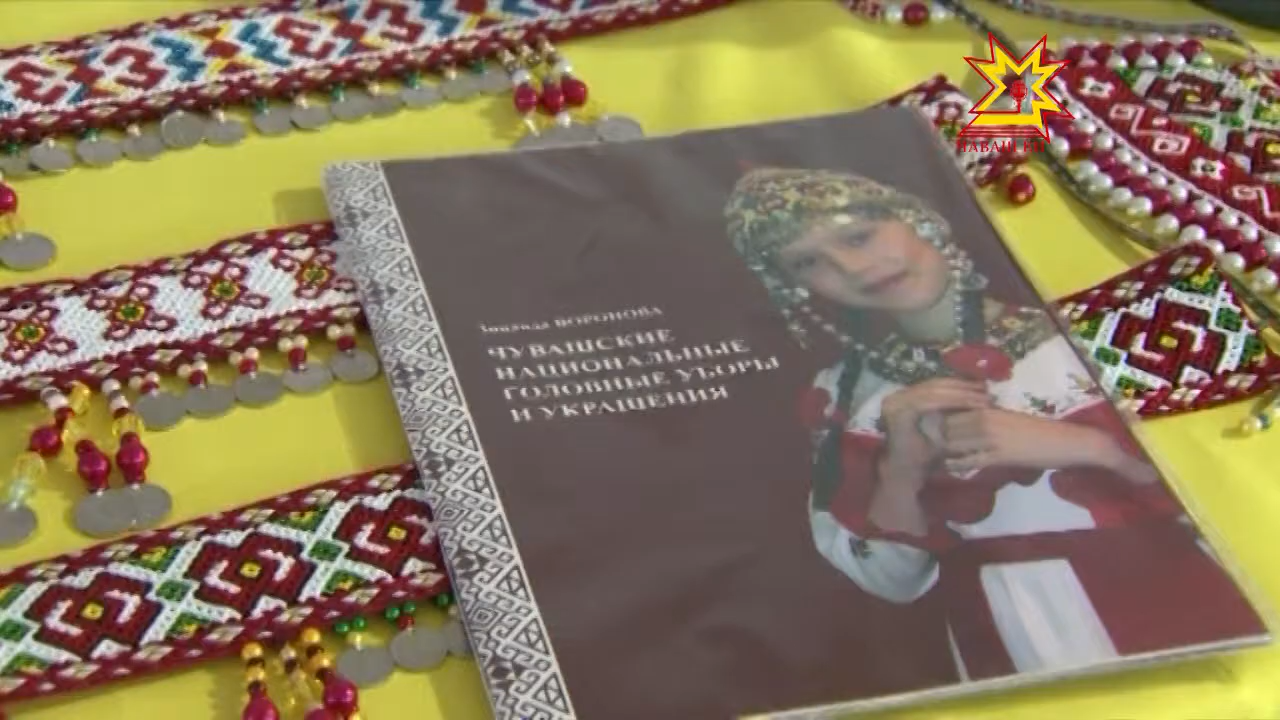 Зинаида ВОРОНОВА
ЧУВАШСКИЕ
НАЦИОНАЛЬНЫЕ
ГОЛОВНЫЕ УБОРЫ
И УКРАШЕНИЯ